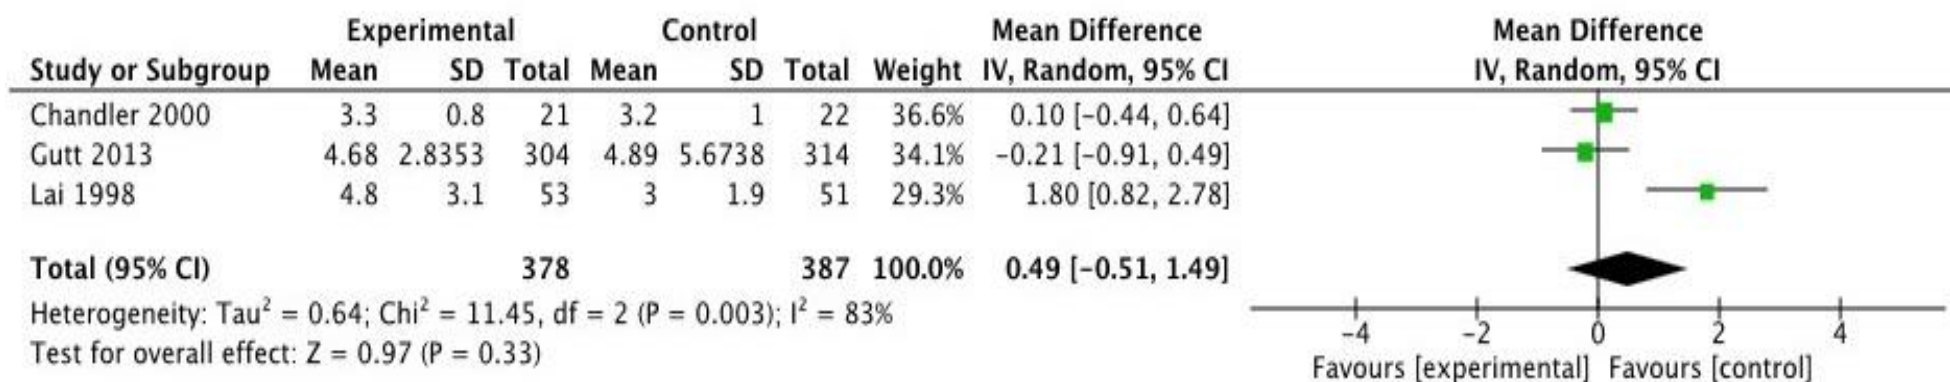 Experimental Control Mean Difference Mean Difference
Study or Subgroup Mean SD Total Mean SD Total Weight IV, Random, 95% CI IV, Random, 95% CI
Chandler 2000 3.3 0.8 21 3.2 1 22 36.6% 0.10 [−0.44, 0.64]
Gutt 2013 4.68 2.8353 304 4.89 5.6738 314 34.1% −0.21 [−0.91, 0.49]
Lai 1998 4.8 3.1 53 3 1.9 51 29.3% 1.80 [0.82, 2.78]
Total (95% CI) 378 387 100.0% 0.49 [−0.51, 1.49]
Heterogeneity: Tau² = 0.64; Chi² = 11.45, df = 2 (P = 0.003); I² = 83%
Test for overall effect: Z = 0.97 (P = 0.33)
−4 −2 0 2 4
Favours [experimental] Favours [control]